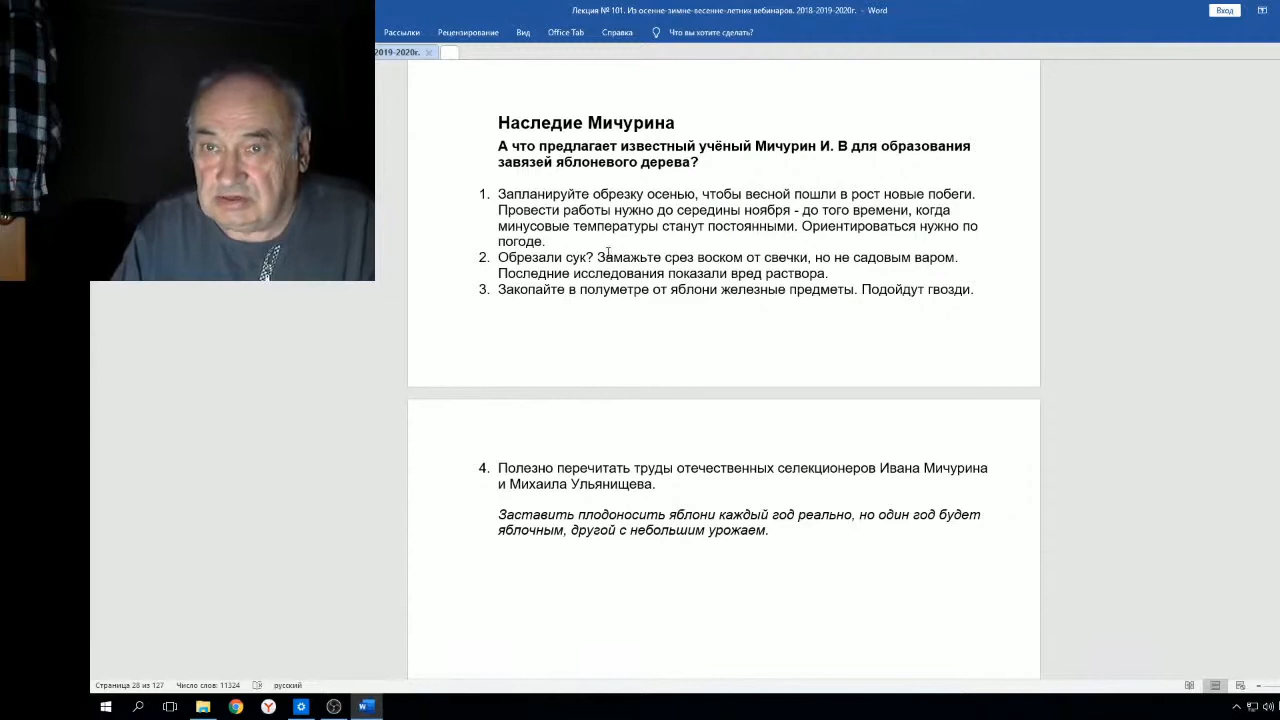 Лекция № 101. Из осенне-зимне-весенне-летних вебинаров. 2018-2019-2020г. - Word
Вход
Рассылки Рецензирование Вид Office Tab Справка Что вы хотите сделать?
2019-2020г.
Наследие Мичурина
А что предлагает известный учёный Мичурин И. В для образования
завязей яблоневого дерева?
1. Запланируйте обрезку осенью, чтобы весной пошли в рост новые побеги.
Провести работы нужно до середины ноября - до того времени, когда
минусовые температуры станут постоянными. Ориентироваться нужно по
погоде.
2. Обрезали сук? Замажьте срез воском от свечки, но не садовым варом.
Последние исследования показали вред раствора.
3. Закопайте в полуметре от яблони железные предметы. Подойдут гвозди.
4. Полезно перечитать труды отечественных селекционеров Ивана Мичурина
и Михаила Ульянищева.
Заставить плодоносить яблони каждый год реально, но один год будет
яблочным, другой с небольшим урожаем.
Страница 28 из 127 Число слов: 11324 русский